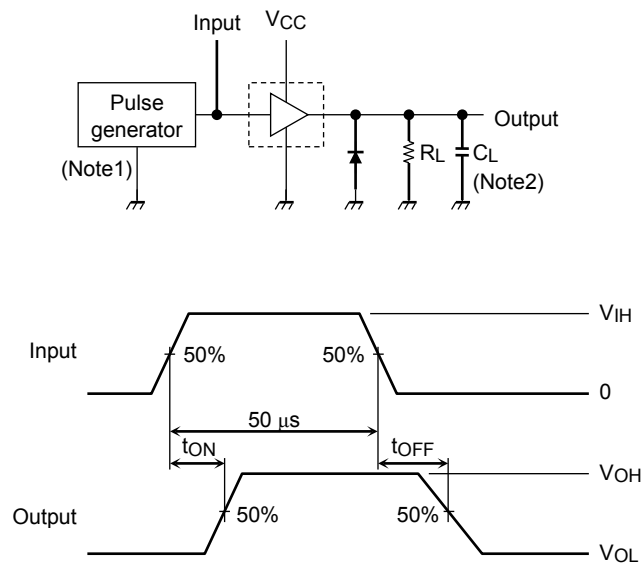 Input
VCC
Pulse
generator
(Note1)
Output
RL
CL
(Note2)
VIH
Input
50%
50%
0
50 μs
tON
tOFF
VOH
Output
50%
50%
VOL